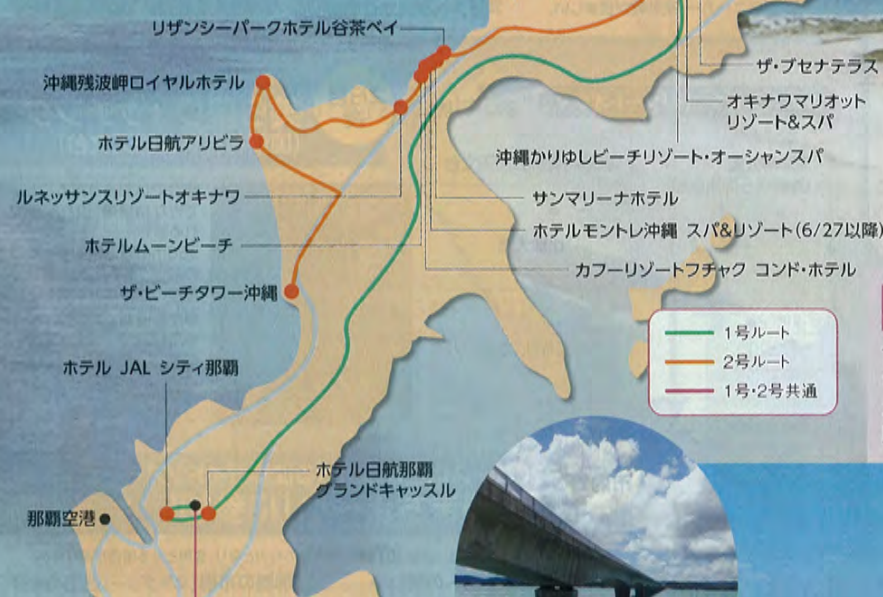 リザンシーパークホテル谷茶ベイ
沖縄残波岬ロイヤルホテル
ザ・ブセナテラス
オキナワマリオット
リゾート&スパ
ホテル日航アリビラ
沖縄かりゆしビーチリゾート・オーシャンスパ
ルネッサンスリゾートオキナワ
サンマリーナホテル
ホテルモントレ沖縄 スパ&リゾート(6/27以降)
ホテルムーンビーチ
カフーリゾートフチャク コンド・ホテル
ザ・ビーチタワー沖縄
1号ルート
2号ルート
1号・2号共通
ホテル JAL シティ那覇
ホテル日航那覇
グランドキャッスル
那覇空港